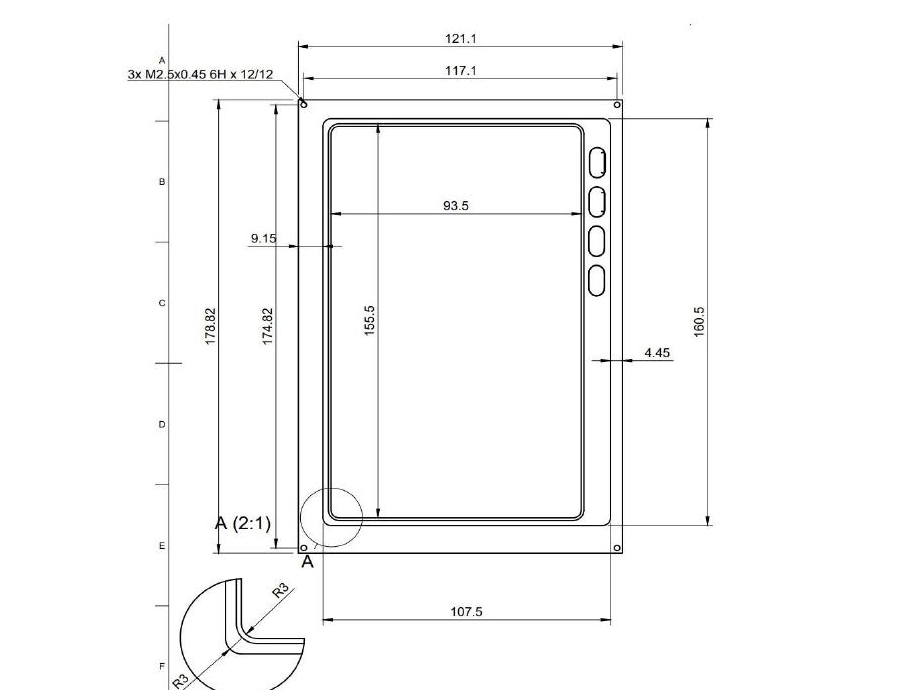 121.1
A
117.1
3x M2.5x0.45 6H x 12/12
B
93.5
9.15
C
178.82
174.82
155.5
160.5
4.45
D
A (2:1)
E
A
R3
107.5
F
R3